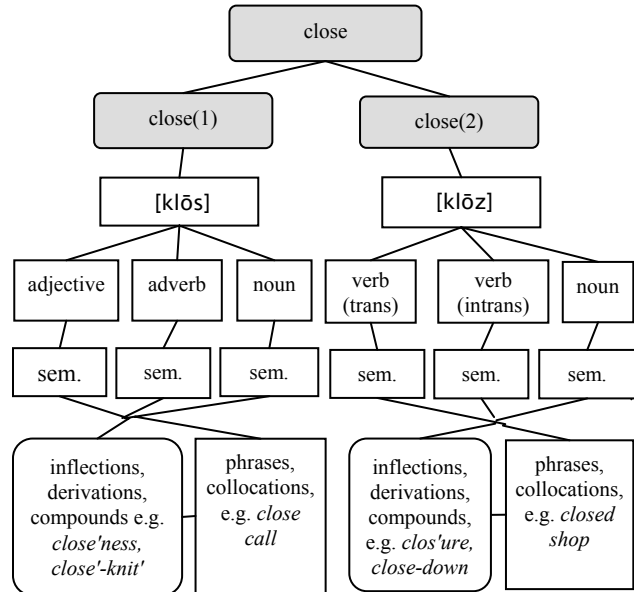 close
close(1)
close(2)
[klōs]
[klōz]
adjective
adverb
noun
verb
(trans)
verb
(intrans)
noun
sem.
sem.
sem.
sem.
sem.
sem.
inflections,
derivations,
compounds e.g.
close'ness,
close'-knit'
phrases,
collocations,
e.g. close
call
inflections,
derivations,
compounds,
e.g. clos'ure,
close-down
phrases,
collocations,
e.g. closed
shop